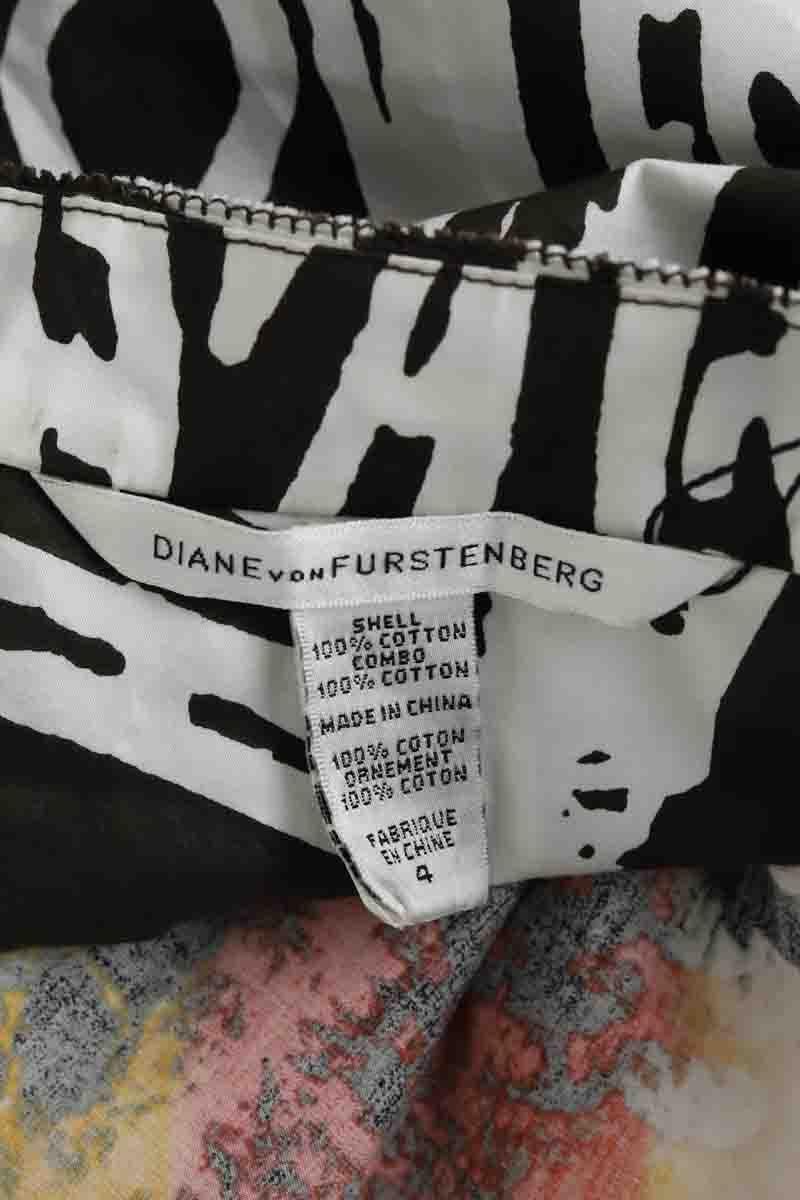 DIANE VON FURSTENBERG
SHELL
100% COTTON
COMBO
100% COTTON
MADE IN CHINA
100% COTON
ORNEMENT
100% COTON
FABRIQUE
EN CHINE
4